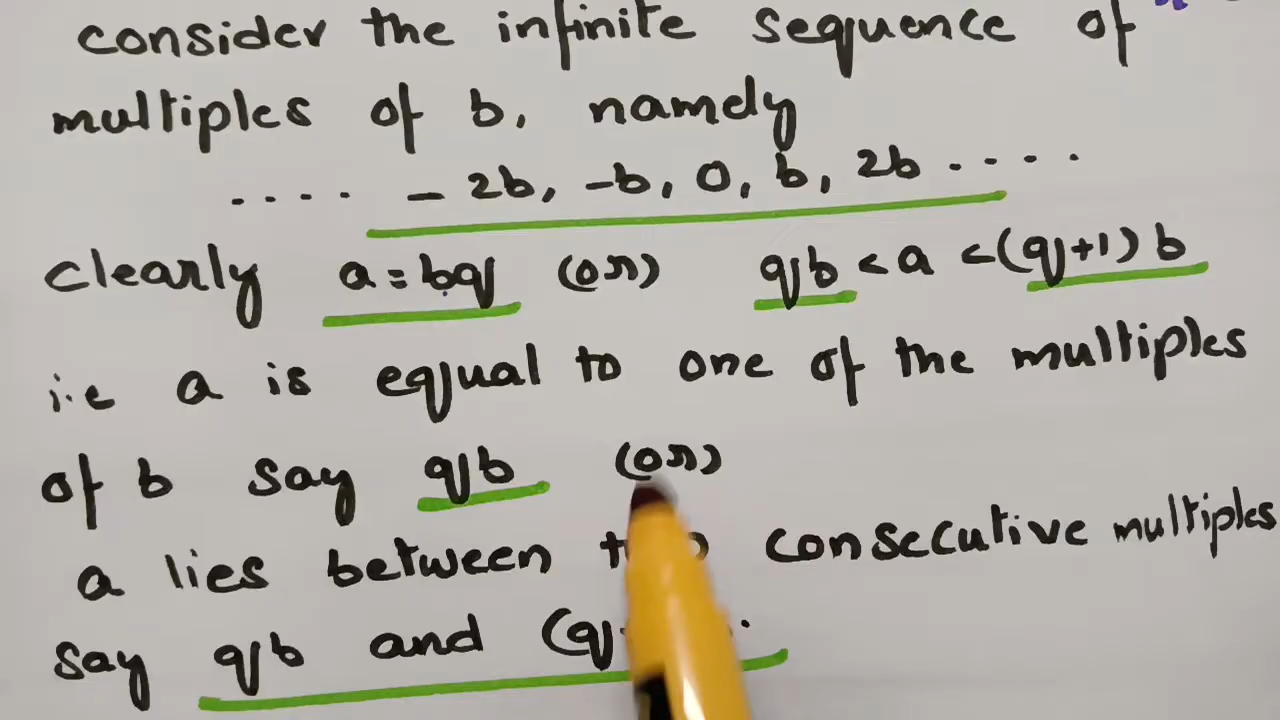 consider the infinite sequence of
multiples of b, namely
.... - 2b, -b, 0, b, 2b ....
clearly a = bq (or) qb < a < (q+1) b
i.e a is equal to one of the multiples
of b say qb (or)
a lies between consecutive multiples
say qb and (q